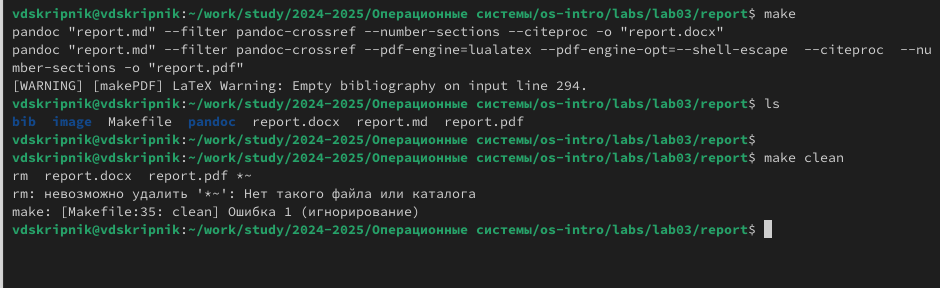 vdskripnik@vdskripnik:~/work/study/2024-2025/Операционные системы/os-intro/labs/lab03/report$ make
pandoc "report.md" --filter pandoc-crossref --number-sections --citeproc -o "report.docx"
pandoc "report.md" --filter pandoc-crossref --pdf-engine=lualatex --pdf-engine-opt=--shell-escape  --citeproc  --nu
mber-sections -o "report.pdf"
[WARNING] [makePDF] LaTeX Warning: Empty bibliography on input line 294.
vdskripnik@vdskripnik:~/work/study/2024-2025/Операционные системы/os-intro/labs/lab03/report$ ls
bib  image  Makefile  pandoc  report.docx  report.md  report.pdf
vdskripnik@vdskripnik:~/work/study/2024-2025/Операционные системы/os-intro/labs/lab03/report$
vdskripnik@vdskripnik:~/work/study/2024-2025/Операционные системы/os-intro/labs/lab03/report$ make clean
rm  report.docx  report.pdf *~
rm: невозможно удалить '*~': Нет такого файла или каталога
make: [Makefile:35: clean] Ошибка 1 (игнорирование)
vdskripnik@vdskripnik:~/work/study/2024-2025/Операционные системы/os-intro/labs/lab03/report$